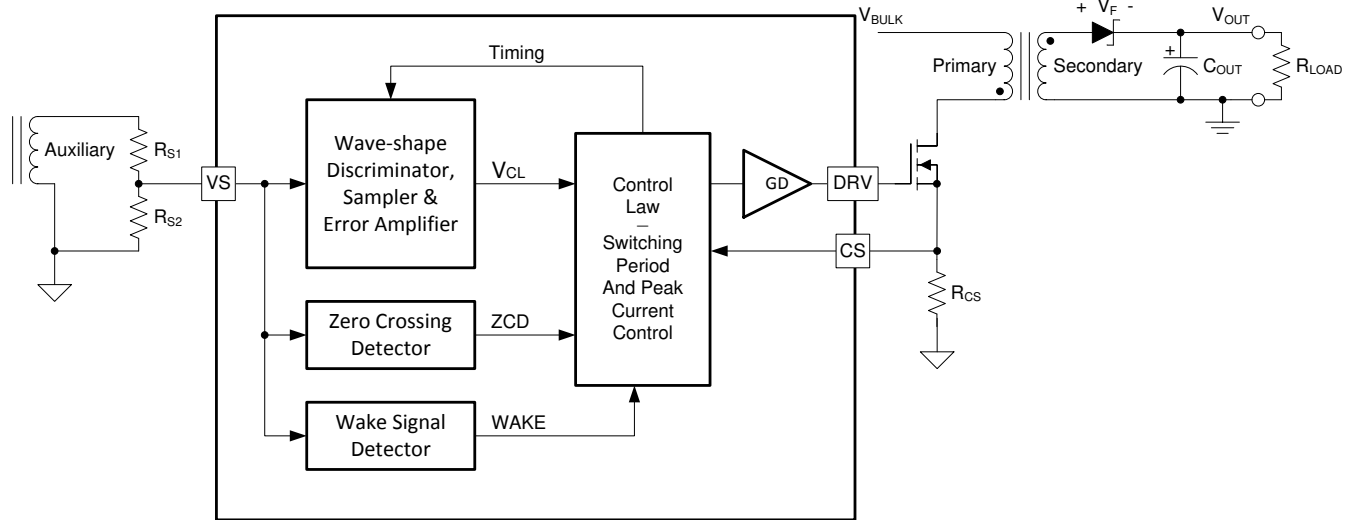 + VF -
VBULK
VOUT
Timing
Primary
Secondary
+
COUT
RLOAD
Auxiliary
RS1
RS2
VS
Wave-shape
Discriminator,
Sampler &
Error Amplifier
VCL
Control
Law
–
Switching
Period
And Peak
Current
Control
GD
DRV
CS
RCS
Zero Crossing
Detector
ZCD
Wake Signal
Detector
WAKE